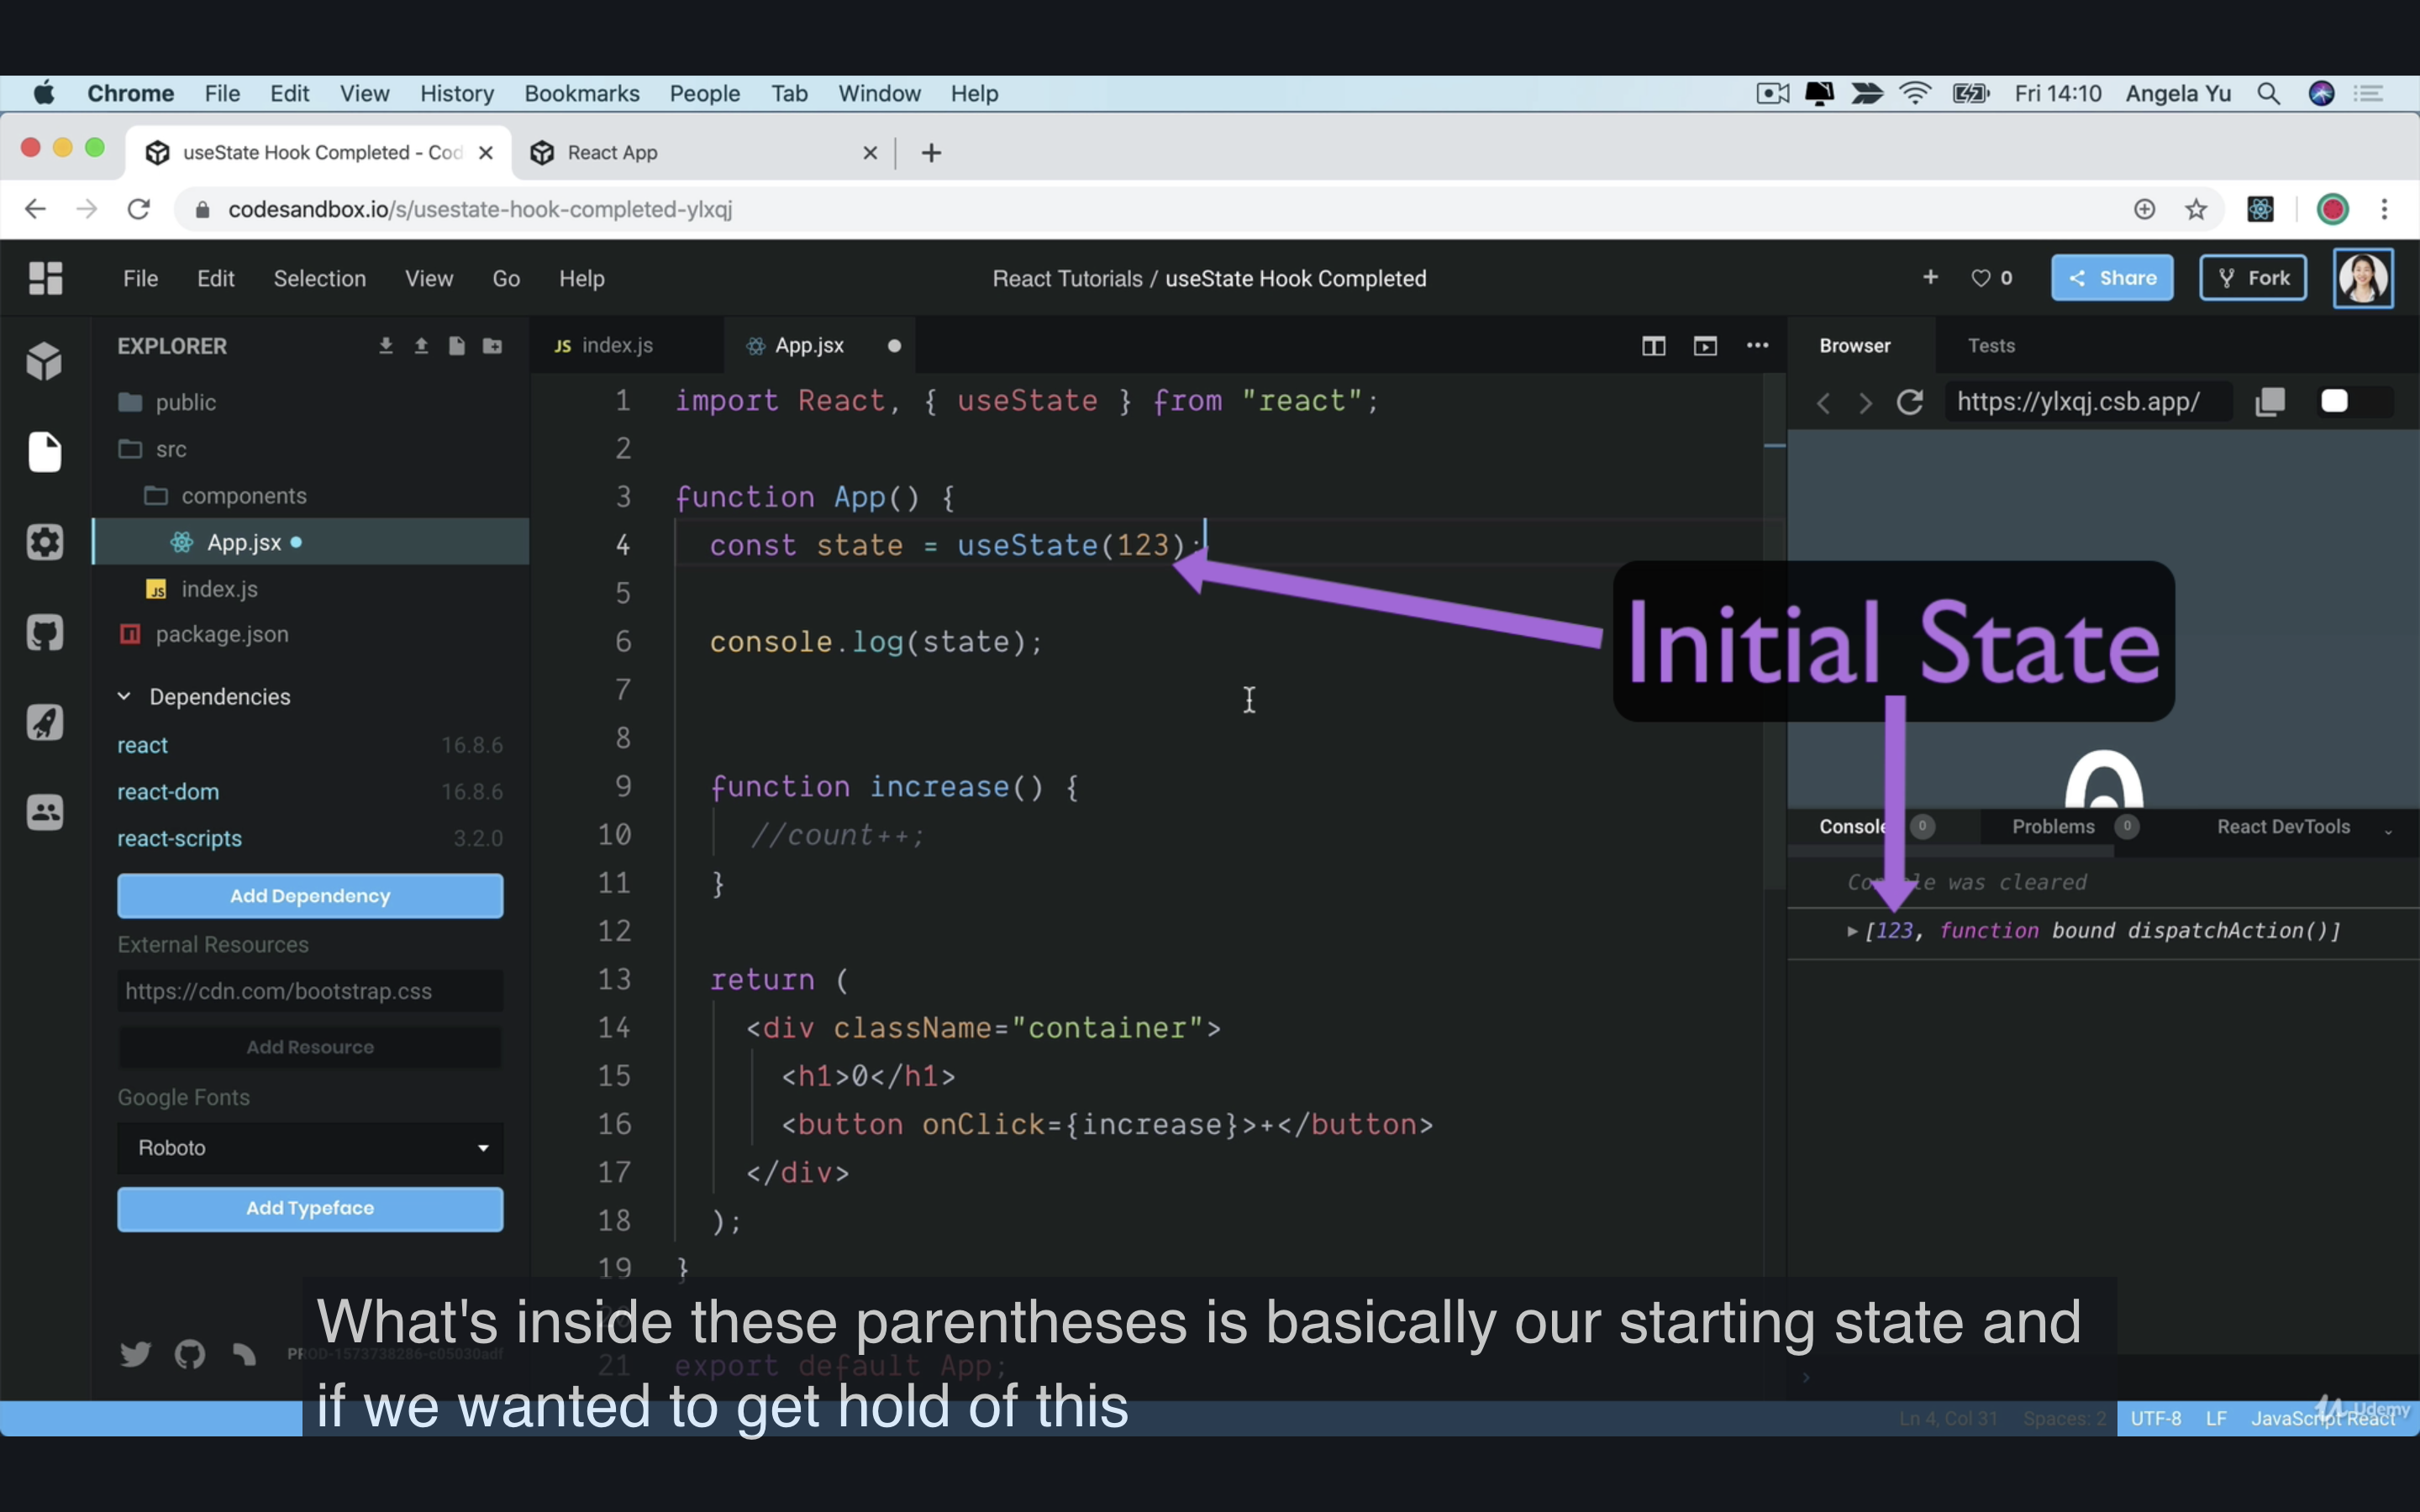 Chrome File Edit View History Bookmarks People Tab Window Help Fri 14:10 Angela Yu
useState Hook Completed - Cod React App
codesandbox.io/s/usestate-hook-completed-ylxqj
File Edit Selection View Go Help React Tutorials / useState Hook Completed 0 Share Fork
EXPLORER
public
src
components
App.jsx
index.js
package.json
Dependencies
react 16.8.6
react-dom 16.8.6
react-scripts 3.2.0
Add Dependency
External Resources
https://cdn.com/bootstrap.css
Add Resource
Google Fonts
Roboto
Add Typeface
PROD-1573738286-c05030adf
JS index.js App.jsx
1 import React, { useState } from "react";
2
3 function App() {
4 const state = useState(123);
5
6 console.log(state);
7
8
9 function increase() {
10 //count++;
11 }
12
13 return (
14 <div className="container">
15 <h1>0</h1>
16 <button onClick={increase}>+</button>
17 </div>
18 );
19 }
20
21 export default App;
Browser Tests
https://ylxqj.csb.app/
Initial State
Console 0 Problems 0 React DevTools
Console was cleared
[123, function bound dispatchAction()]
What's inside these parentheses is basically our starting state and
if we wanted to get hold of this
Ln 4, Col 31 Spaces: 2 UTF-8 LF JavaScript React
Udemy